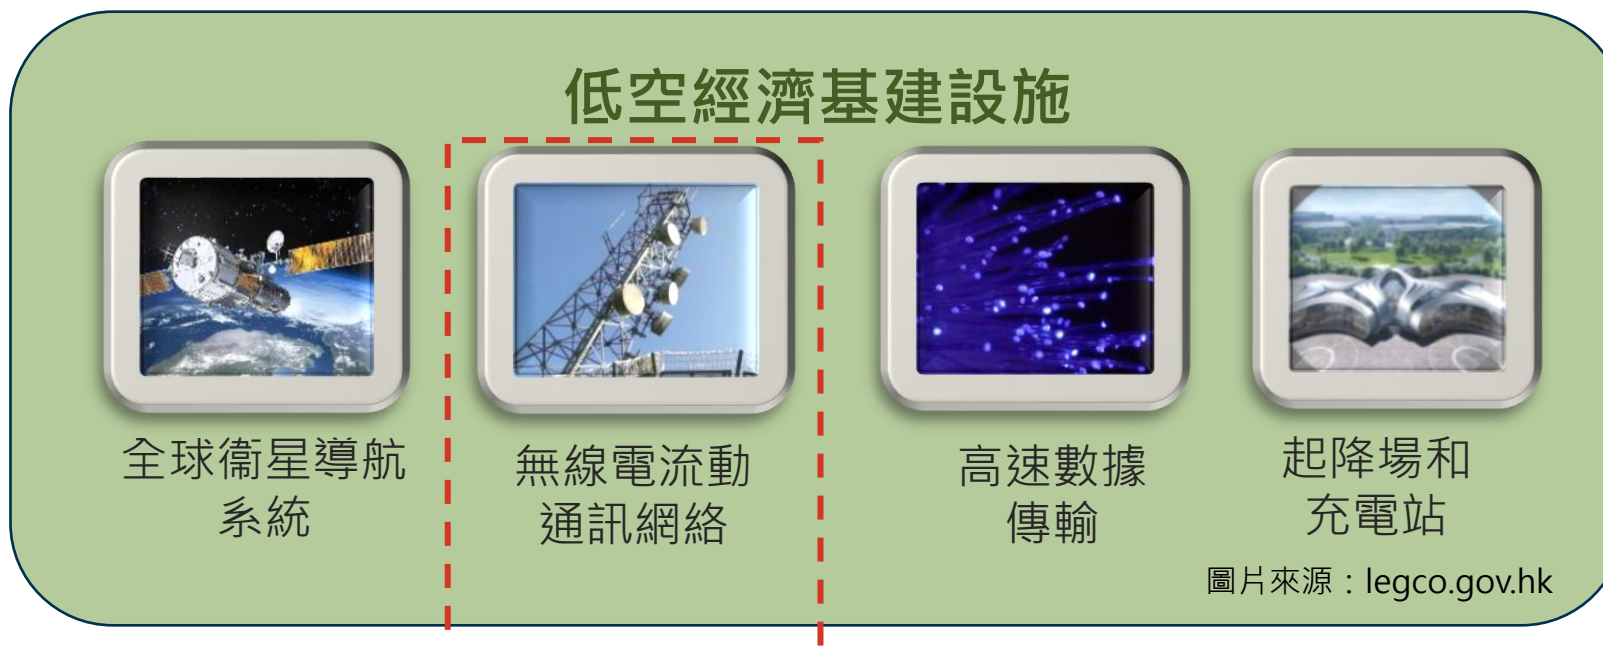 低空經濟基建設施
全球衞星導航
系統
無線電流動
通訊網絡
高速數據
傳輸
起降場和
充電站
圖片來源：legco.gov.hk